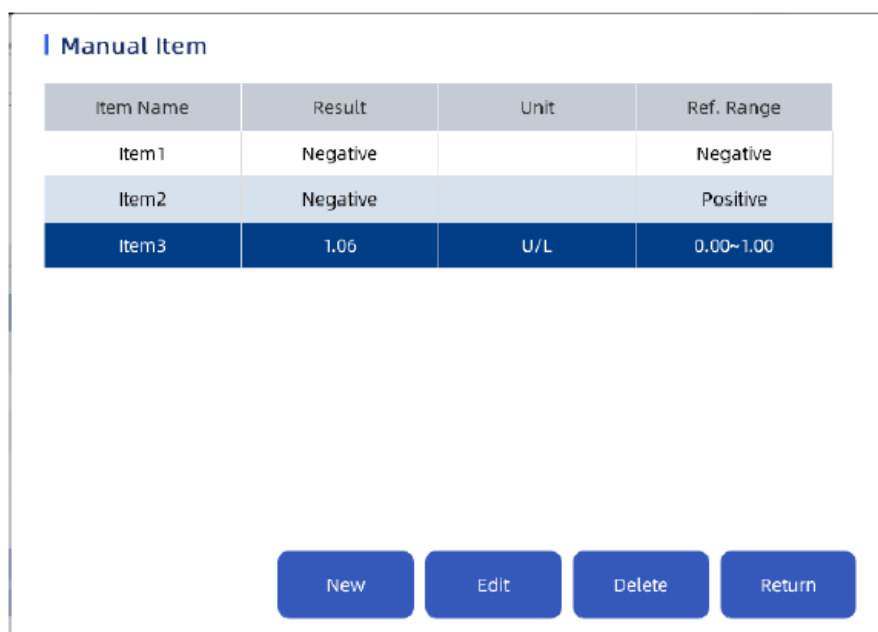 Manual Item
Item Name Result Unit Ref. Range
Item1 Negative Negative
Item2 Negative Positive
Item3 1.06 U/L 0.00~1.00
New Edit Delete Return